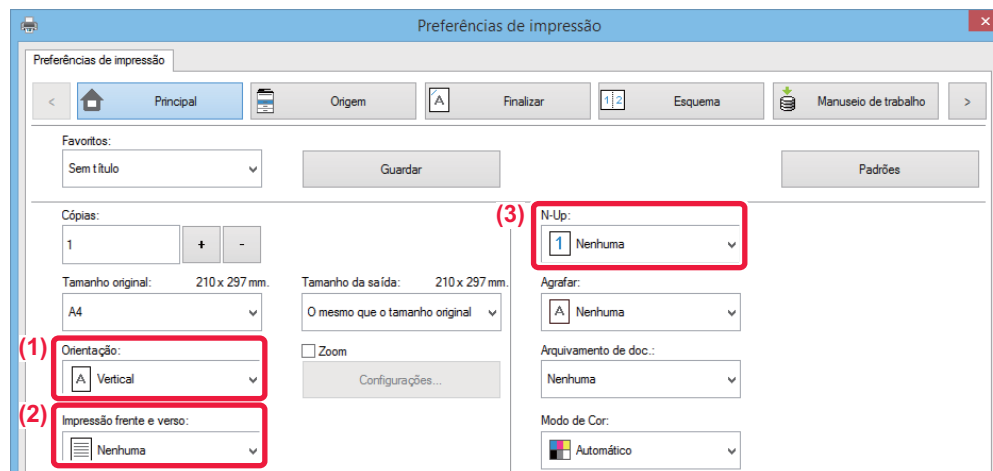 Preferências de impressão
Preferências de impressão
< Principal Origem A Finalizar 1 2 Esquema Manuseio de trabalho >
Favoritos:
Sem título Guardar Padrões
Cópias: (3) N-Up:
1 + - 1 Nenhuma
Tamanho original: 210 x 297 mm. Tamanho da saída: 210 x 297 mm. Agrafar:
A4 O mesmo que o tamanho original A Nenhuma
(1) Orientação: Zoom Arquivamento de doc.:
A Vertical Configurações... Nenhuma
(2) Impressão frente e verso: Modo de Cor:
Nenhuma Automático